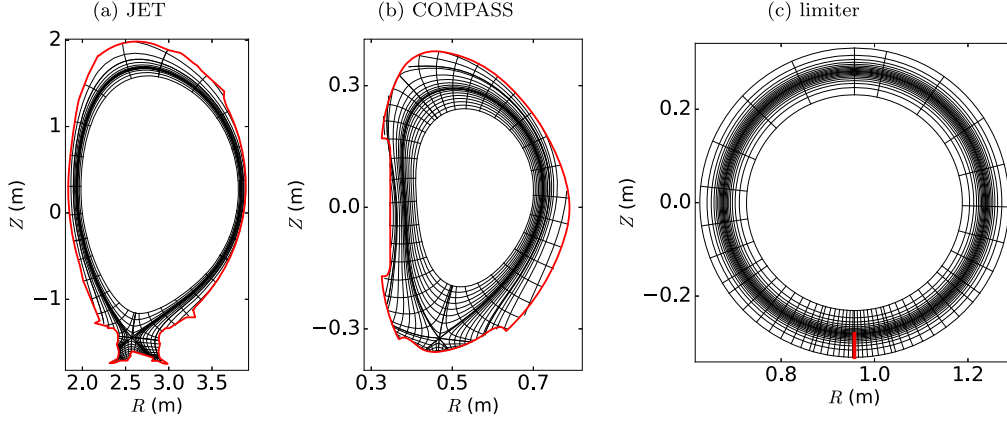 (a) JET
2
1
0
−1
Z (m)
2.0 2.5 3.0 3.5
R (m)
(b) COMPASS
0.3
0.0
−0.3
Z (m)
0.3 0.5 0.7
R (m)
(c) limiter
0.2
0.0
−0.2
Z (m)
0.8 1.0 1.2
R (m)